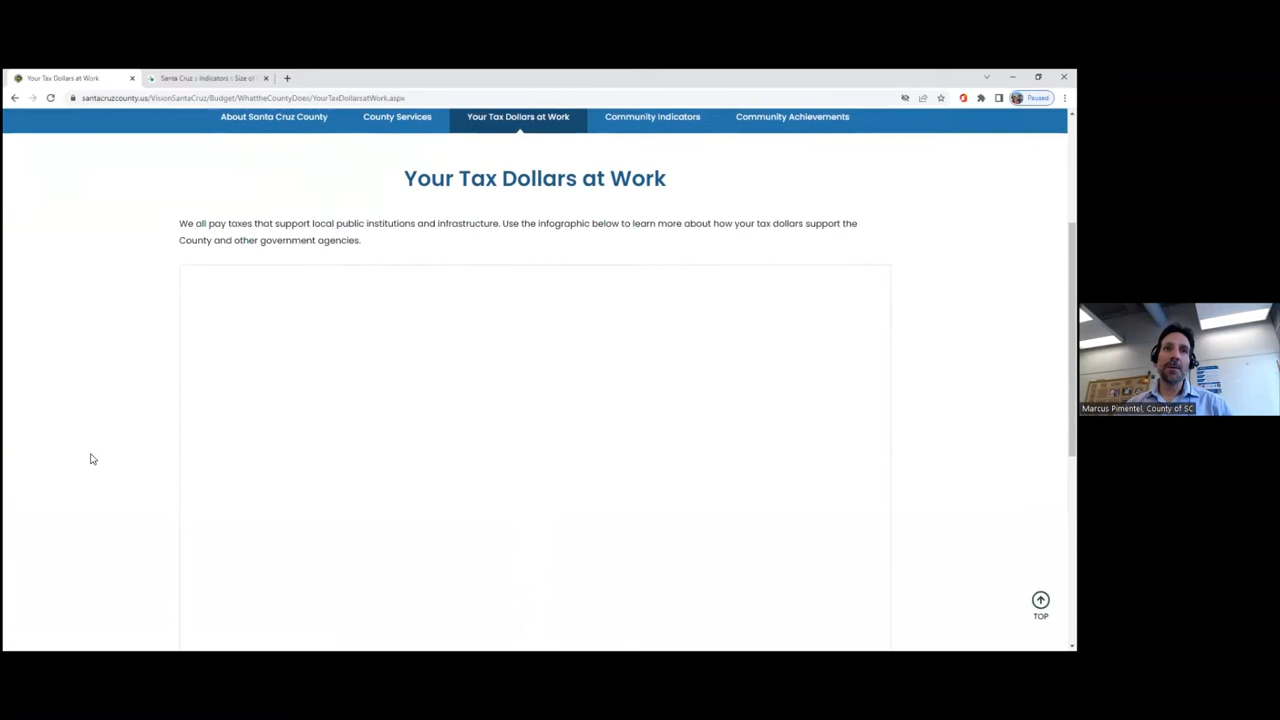 Your Tax Dollars at Work
Santa Cruz :: Indicators :: Size of
santacruzcounty.us/VisionSantaCruz/Budget/WhattheCountyDoes/YourTaxDollarsatWork.aspx
Paused
About Santa Cruz County
County Services
Your Tax Dollars at Work
Community Indicators
Community Achievements
Your Tax Dollars at Work
We all pay taxes that support local public institutions and infrastructure. Use the infographic below to learn more about how your tax dollars support the
County and other government agencies.
Marcus Pimentel, County of SC
TOP